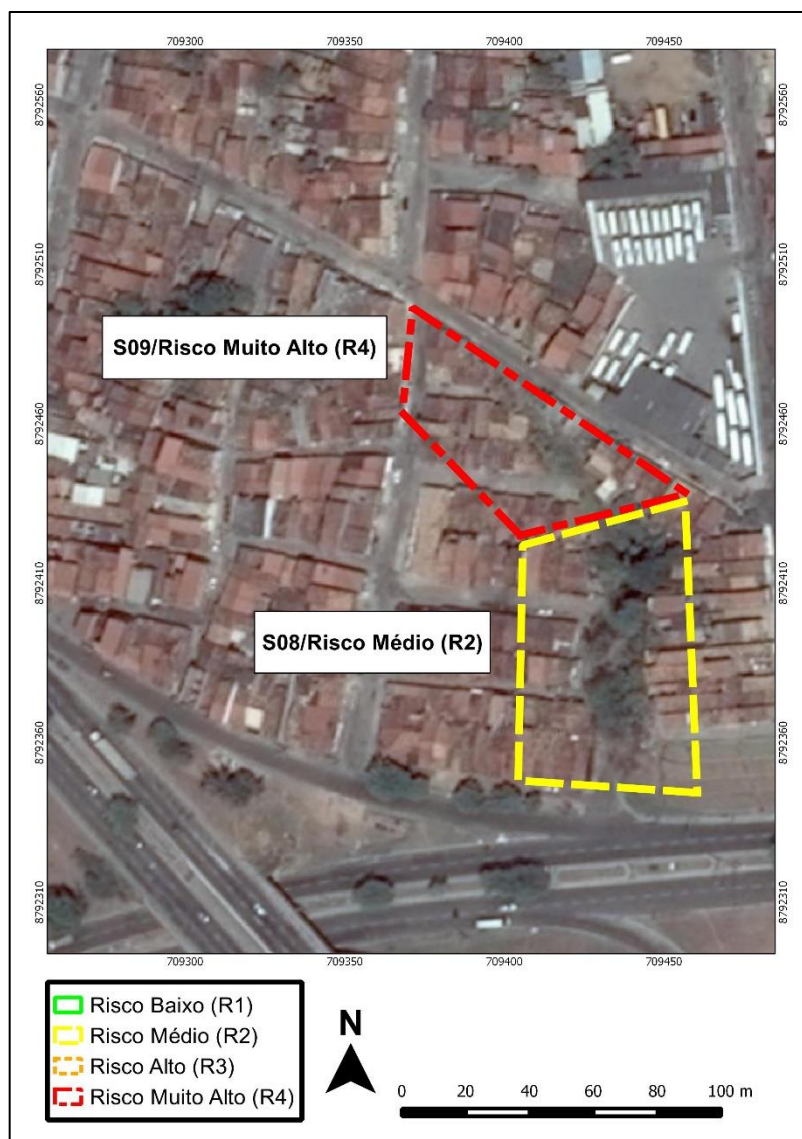 709300 709350 709400 709450
8792560 8792560
8792510 8792510
S09/Risco Muito Alto (R4)
8792460 8792460
8792410 8792410
S08/Risco Médio (R2)
8792360 8792360
8792310 8792310
709300 709350 709400 709450
Risco Baixo (R1)
Risco Médio (R2)
Risco Alto (R3)
Risco Muito Alto (R4)
N
0 20 40 60 80 100 m